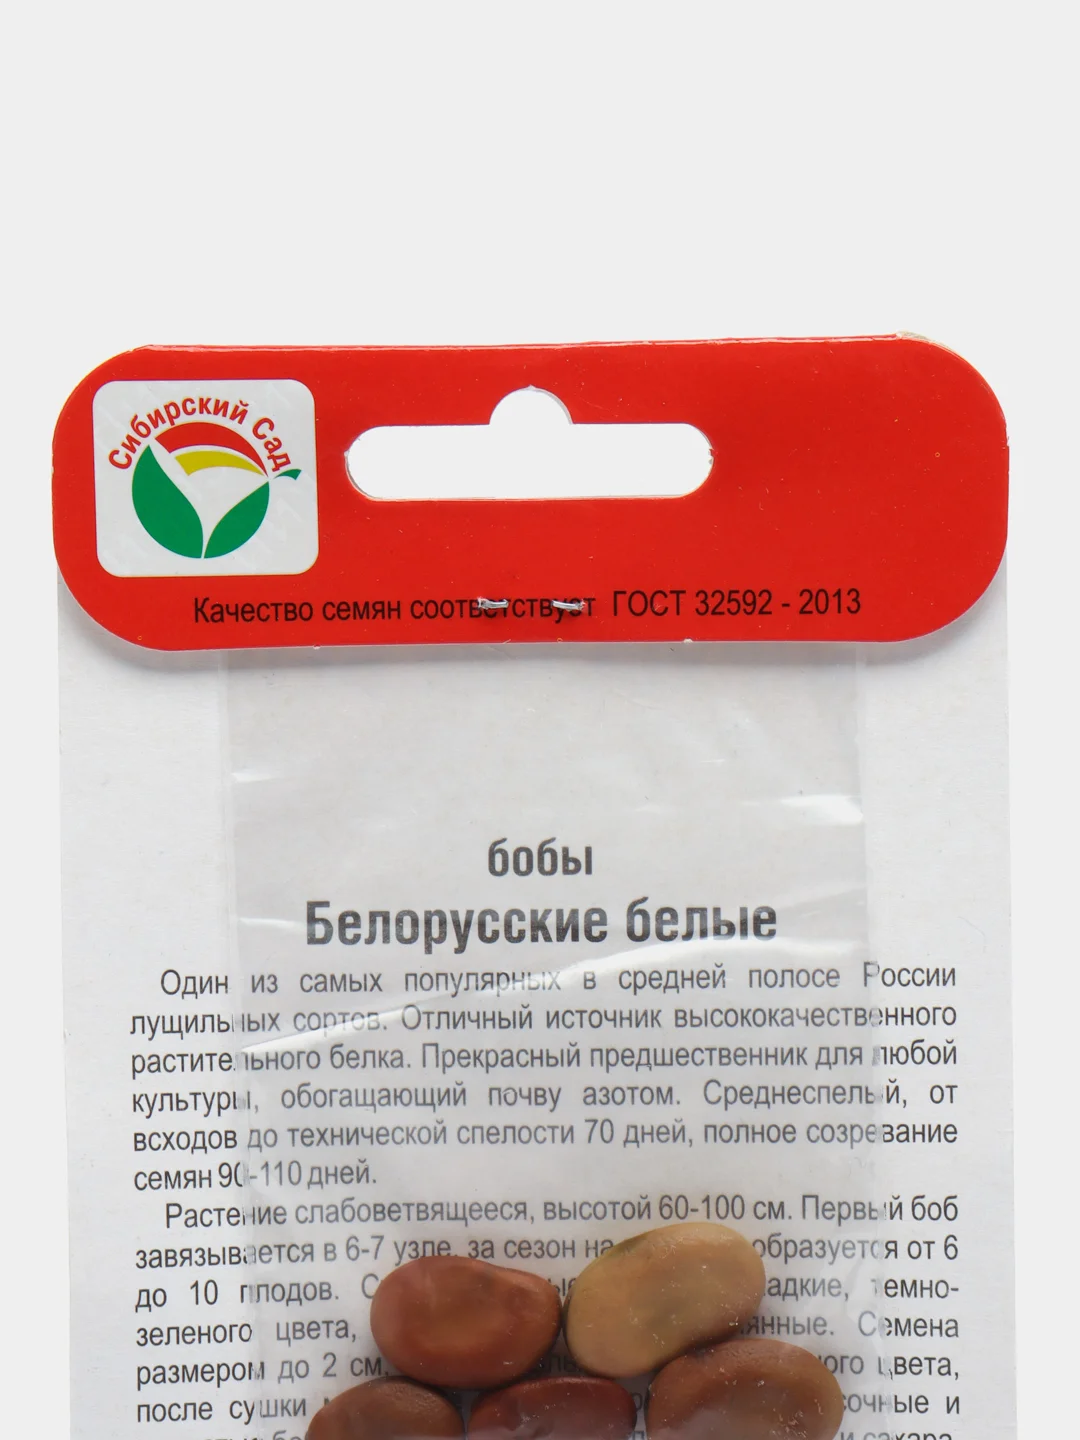 Сибирский Сад
Качество семян соответствует ГОСТ 32592 - 2013
бобы
Белорусские белые
Один из самых популярных в средней полосе России
лущильных сортов. Отличный источник высококачественного
растительного белка. Прекрасный предшественник для любой
культуры, обогащающий почву азотом. Среднеспелый, от
всходов до технической спелости 70 дней, полное созревание
семян 90-110 дней.
Растение слабоветвящееся, высотой 60-100 см. Первый боб
завязывается в 6-7 узле, за сезон на образуется от 6
до 10 плодов. темно-
зеленого цвета, Семена
размером до 2 см. цвета,
после сушки и